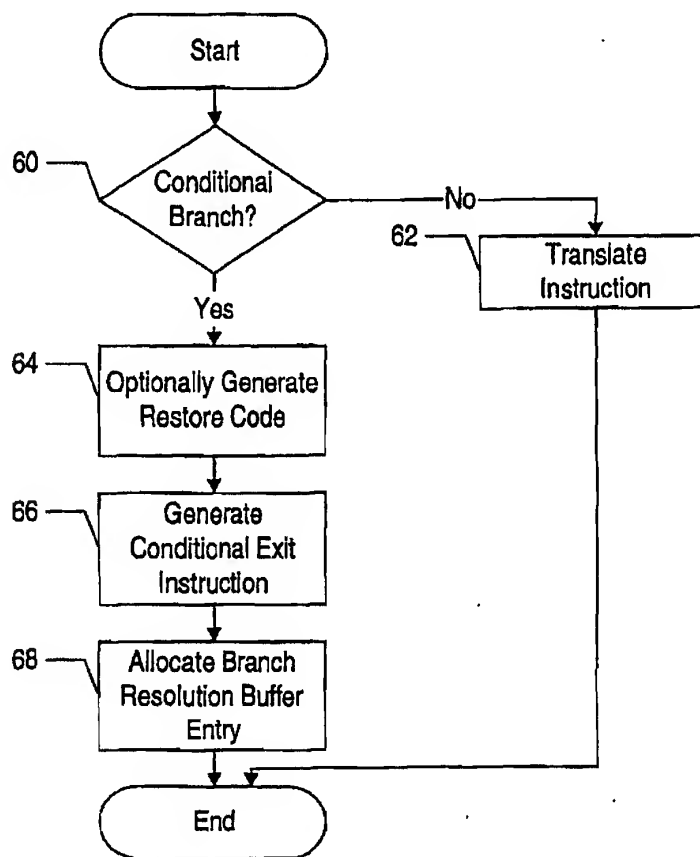 Start
60
Conditional
Branch?
No
62
Translate
Instruction
Yes
64
Optionally Generate
Restore Code
66
Generate
Conditional Exit
Instruction
68
Allocate Branch
Resolution Buffer
Entry
End